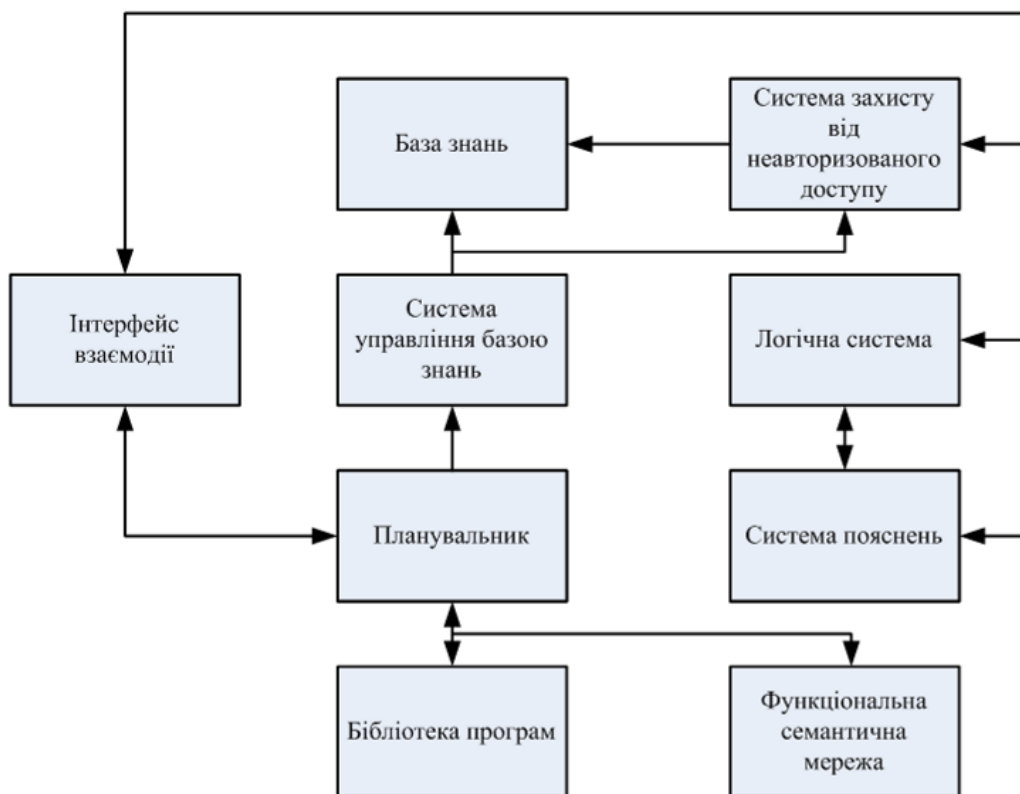 База знань
Система захисту
від
неавторизованого
доступу
Інтерфейс
взаємодії
Система
управління базою
знань
Логічна система
Планувальник
Система пояснень
Бібліотека програм
Функціональна
семантична
мережа